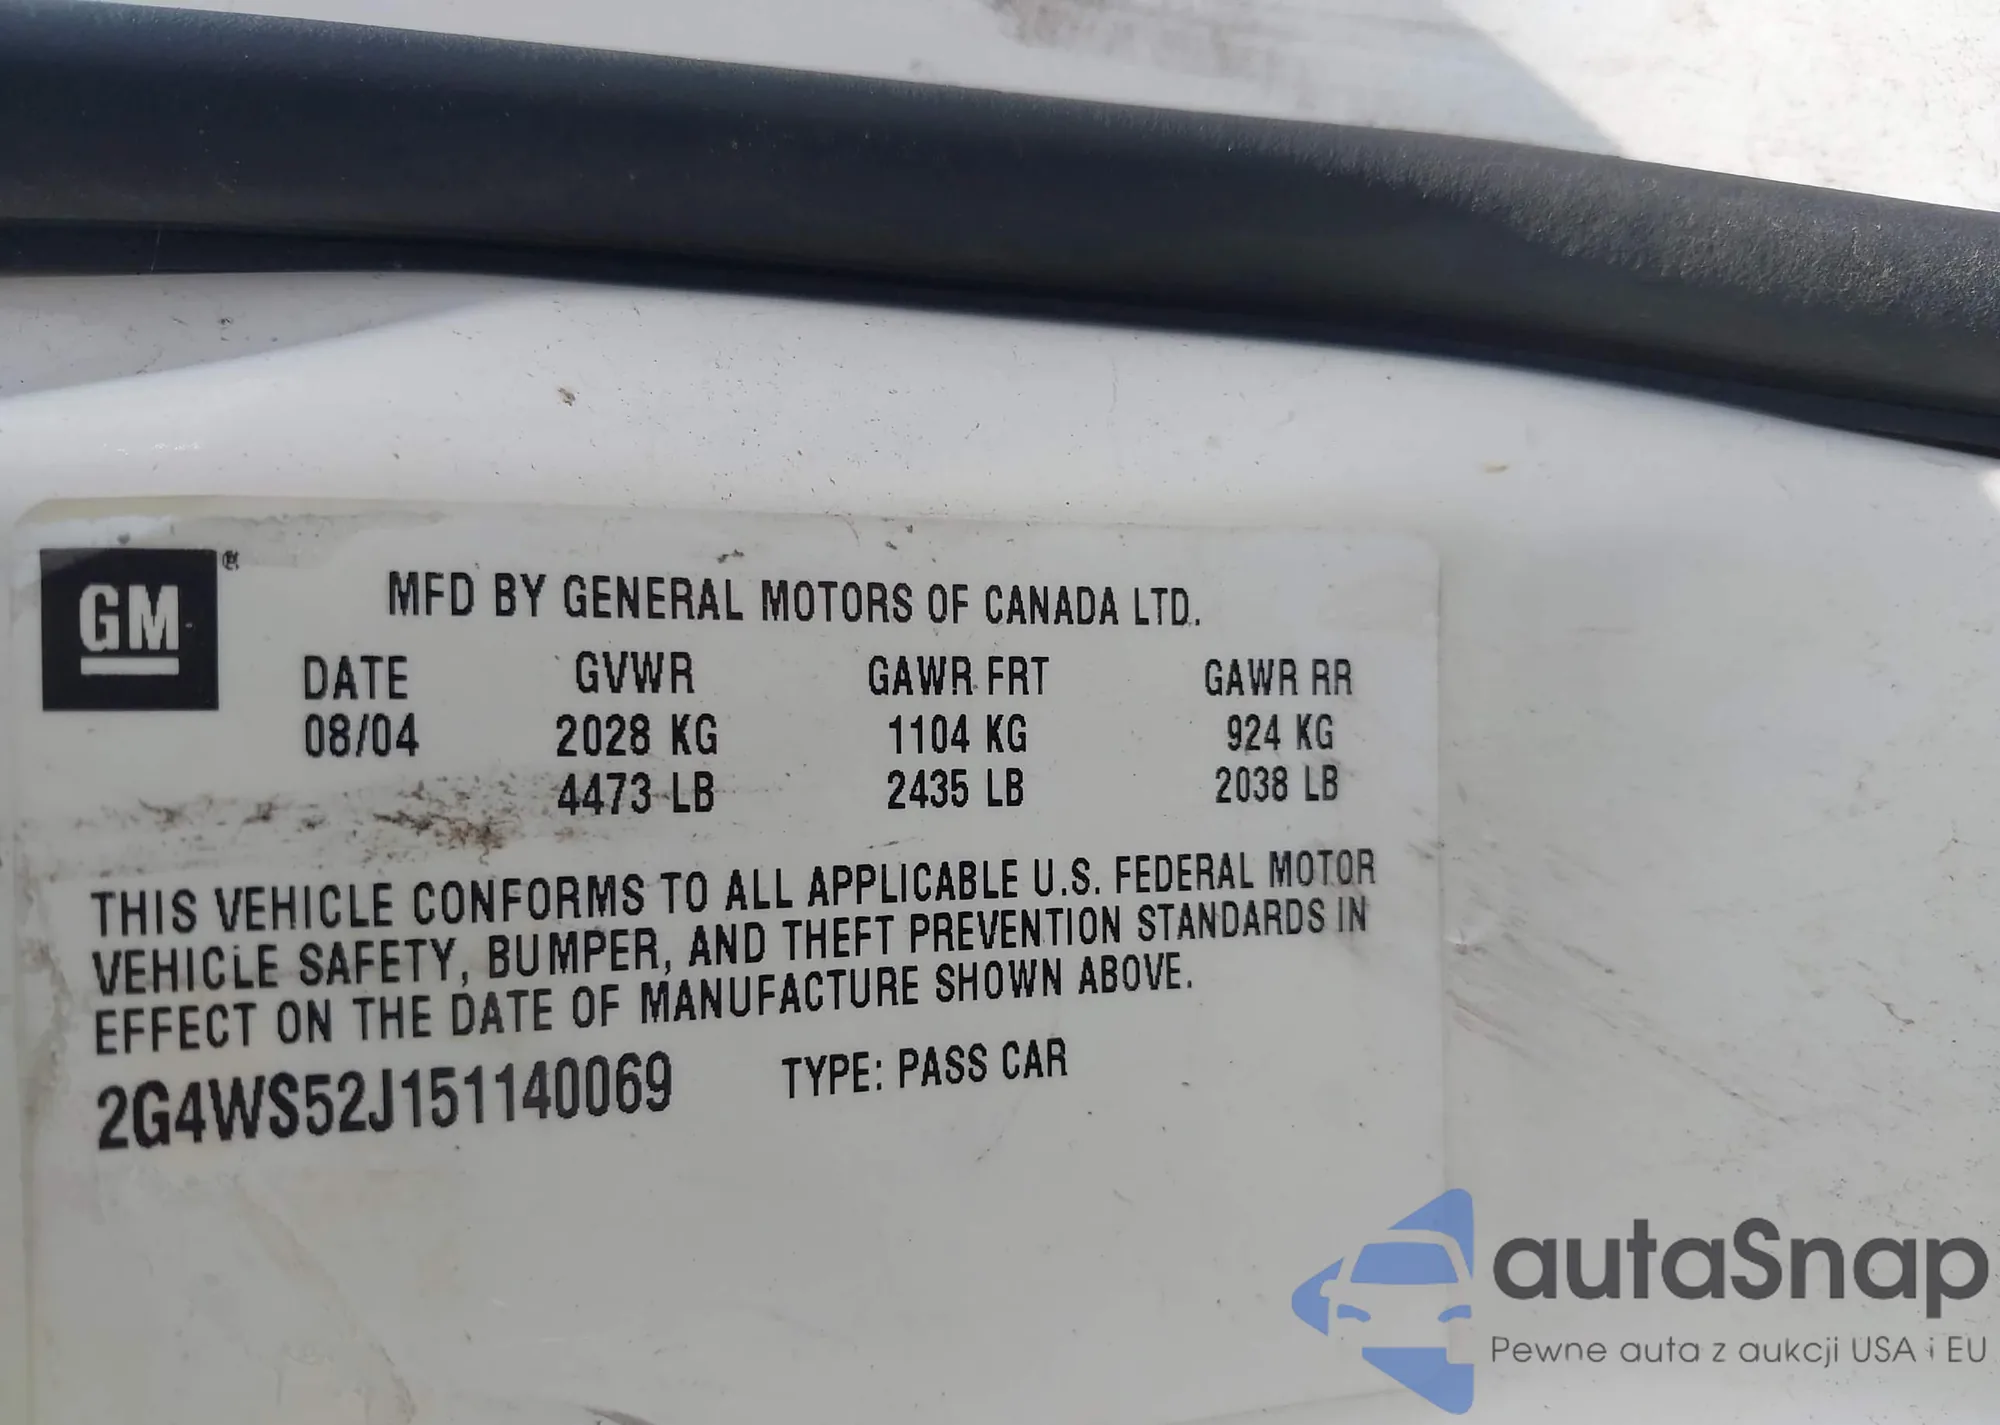 GM®
MFD BY GENERAL MOTORS OF CANADA LTD.
DATE GVWR GAWR FRT GAWR RR
08/04 2028 KG 1104 KG 924 KG
4473 LB 2435 LB 2038 LB
THIS VEHICLE CONFORMS TO ALL APPLICABLE U.S. FEDERAL MOTOR
VEHICLE SAFETY, BUMPER, AND THEFT PREVENTION STANDARDS IN
EFFECT ON THE DATE OF MANUFACTURE SHOWN ABOVE.
2G4WS52J151140069 TYPE: PASS CAR
autaSnap
Pewne auta z aukcji USA i EU